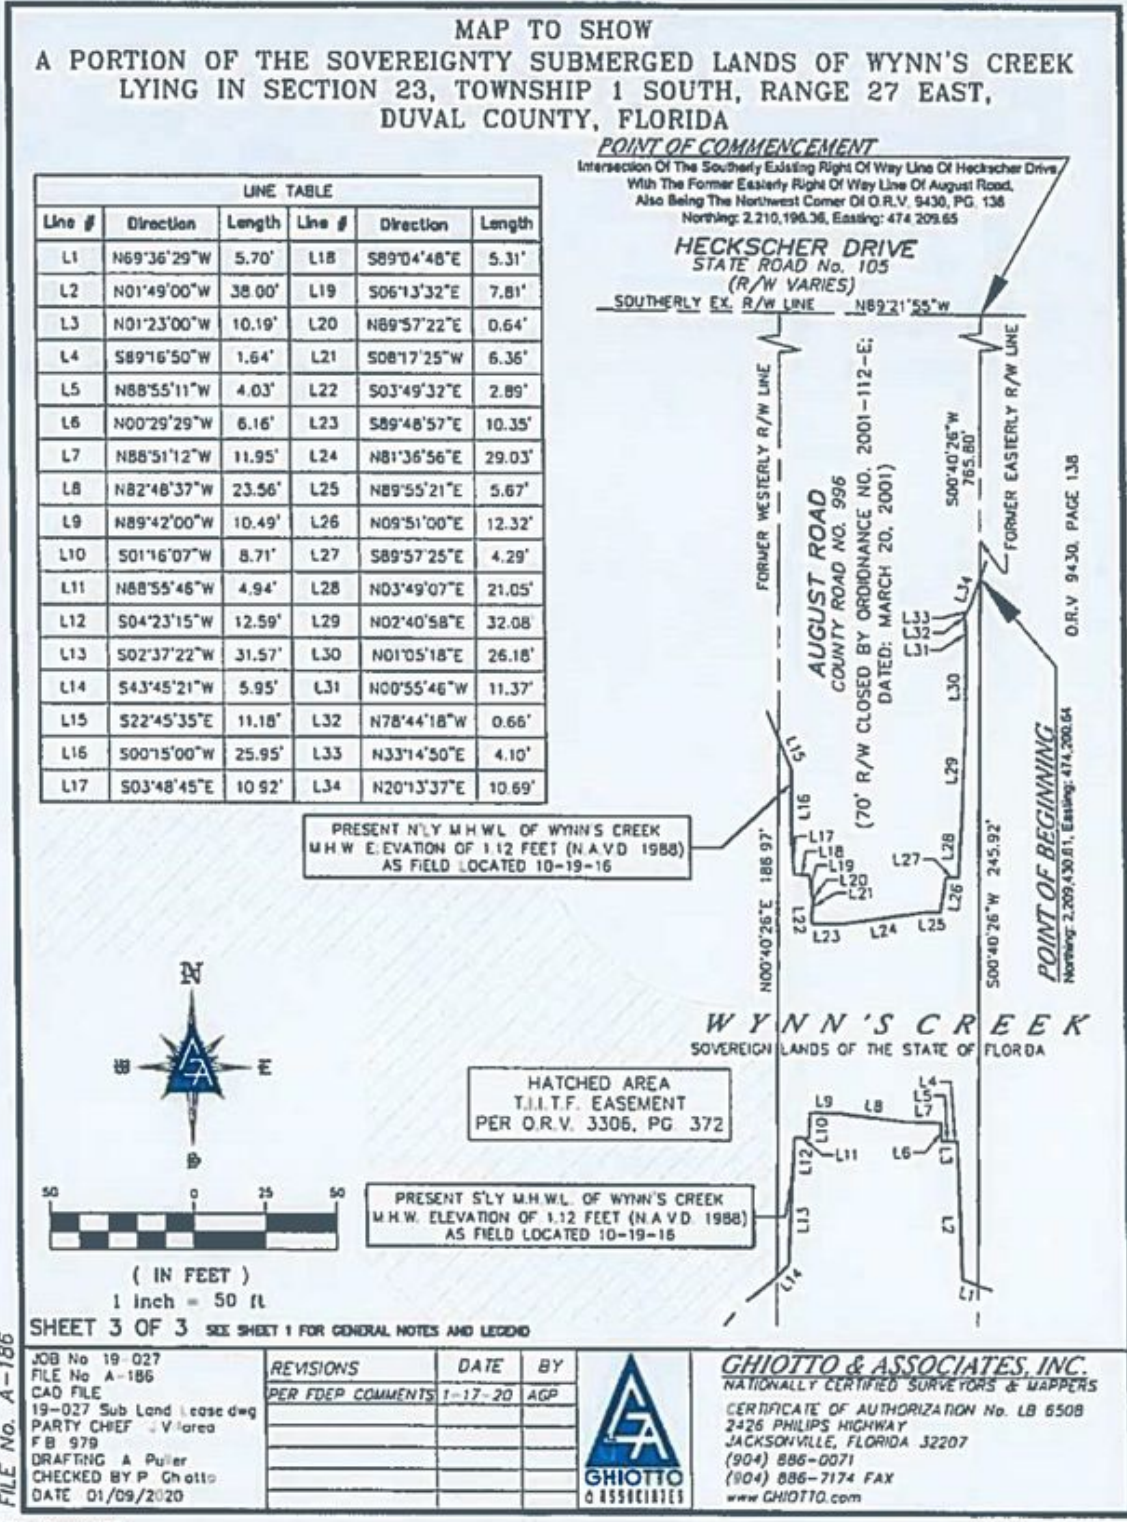 MAP TO SHOW
A PORTION OF THE SOVEREIGNTY SUBMERGED LANDS OF WYNN'S CREEK
LYING IN SECTION 23, TOWNSHIP 1 SOUTH, RANGE 27 EAST,
DUVAL COUNTY, FLORIDA
POINT OF COMMENCEMENT
Intersection Of The Southerly Existing Right Of Way Line Of Heckscher Drive
With The Former Easterly Right Of Way Line Of August Road,
Also Being The Northwest Corner Of O.R.V. 9430, PG. 138
Northing: 2,210,196.36, Easting: 474,209.65
LINE TABLE
Line # Direction Length Line # Direction Length
L1 N69°36'29"W 5.70' L18 S89°04'48"E 5.31'
L2 N01°49'00"W 38.00' L19 S06°13'32"E 7.81'
L3 N01°23'00"W 10.19' L20 N89°57'22"E 0.64'
L4 S89°16'50"W 1.64' L21 S08°17'25"W 6.36'
L5 N88°55'11"W 4.03' L22 S03°49'32"E 2.89'
L6 N00°29'29"W 6.16' L23 S89°48'57"E 10.35'
L7 N88°51'12"W 11.95' L24 N81°36'56"E 29.03'
L8 N82°48'37"W 23.56' L25 N89°55'21"E 5.67'
L9 N89°42'00"W 10.49' L26 N09°51'00"E 12.32'
L10 S01°16'07"W 8.71' L27 S89°57'25"E 4.29'
L11 N88°55'46"W 4.94' L28 N03°49'07"E 21.05'
L12 S04°23'15"W 12.59' L29 N02°40'58"E 32.08'
L13 S02°37'22"W 31.57' L30 N01°05'18"E 26.18'
L14 S43°45'21"W 5.95' L31 N00°55'46"W 11.37'
L15 S22°45'35"E 11.18' L32 N78°44'18"W 0.66'
L16 S00°15'00"W 25.95' L33 N33°14'50"E 4.10'
L17 S03°48'45"E 10.92' L34 N20°13'37"E 10.69'
HECKSCHER DRIVE
STATE ROAD No. 105
(R/W VARIES)
SOUTHERLY EX. R/W LINE N89°21'55"W
FORMER WESTERLY R/W LINE
AUGUST ROAD
COUNTY ROAD NO. 996
(70' R/W CLOSED BY ORDIONANCE NO. 2001-112-E;
DATED: MARCH 20, 2001)
S00°40'26"W
765.80'
FORMER EASTERLY R/W LINE
O.R.V 9430, PAGE 138
L34
L33
L32
L31
L30
L29
L28
L27
L26
L25
L24
L23
L22
L21
L20
L19
L18
L17
L16
L15
POINT OF BEGINNING
Northing: 2,209,430.61, Easting: 474,200.64
S00°40'26"W 245.92'
N00°40'26"E 186.97'
PRESENT N'LY M.H.W.L. OF WYNN'S CREEK
M.H.W. ELEVATION OF 1.12 FEET (N.A.V.D. 1988)
AS FIELD LOCATED 10-19-16
WYNN'S CREEK
SOVEREIGN LANDS OF THE STATE OF FLORIDA
HATCHED AREA
T.I.I.T.F. EASEMENT
PER O.R.V. 3306, PG. 372
L4
L5
L7
L8
L9
L10
L11
L12
L6
L3
L13
L2
L14
L1
PRESENT S'LY M.H.W.L. OF WYNN'S CREEK
M.H.W. ELEVATION OF 1.12 FEET (N.A.V.D. 1988)
AS FIELD LOCATED 10-19-16
N
E
S
50 0 25 50
( IN FEET )
1 inch = 50 ft.
SHEET 3 OF 3 SEE SHEET 1 FOR GENERAL NOTES AND LEGEND
FILE No. A-186
JOB No 19-027
FILE No A-186
CAD FILE
19-027 Sub Land Lease dwg
PARTY CHIEF
F B 979
DRAFTING A
CHECKED BY P Ghiotto
DATE 01/09/2020
REVISIONS DATE BY
PER FDEP COMMENTS 1-17-20 AGP
GHIOTTO
& ASSOCIATES
GHIOTTO & ASSOCIATES, INC.
NATIONALLY CERTIFIED SURVEYORS & MAPPERS
CERTIFICATE OF AUTHORIZATION No. LB 6508
2426 PHILIPS HIGHWAY
JACKSONVILLE, FLORIDA 32207
(904) 886-0071
(904) 886-7174 FAX
www GHIOTTO.com